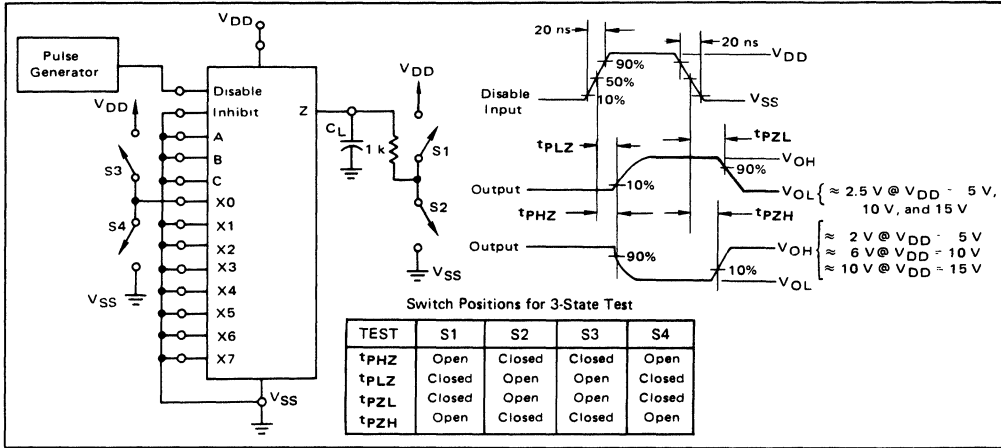 VDD
Pulse
Generator
Disable
Inhibit
A
B
C
X0
X1
X2
X3
X4
X5
X6
X7
Z
VDD
S3
S4
VSS
VSS
CL
1 k
VDD
S1
S2
VSS
20 ns
20 ns
90%
50%
10%
VDD
VSS
Disable
Input
tPLZ
tPZL
VOH
90%
10%
Output
VOL { ≈ 2.5 V @ VDD - 5 V,
10 V, and 15 V
tPHZ
tPZH
Output
90%
10%
VOH
VOL
≈ 2 V @ VDD - 5 V
≈ 6 V @ VDD = 10 V
≈ 10 V @ VDD = 15 V
Switch Positions for 3-State Test
TEST S1 S2 S3 S4
tPHZ Open Closed Closed Open
tPLZ Closed Open Open Closed
tPZL Closed Open Open Closed
tPZH Open Closed Closed Open